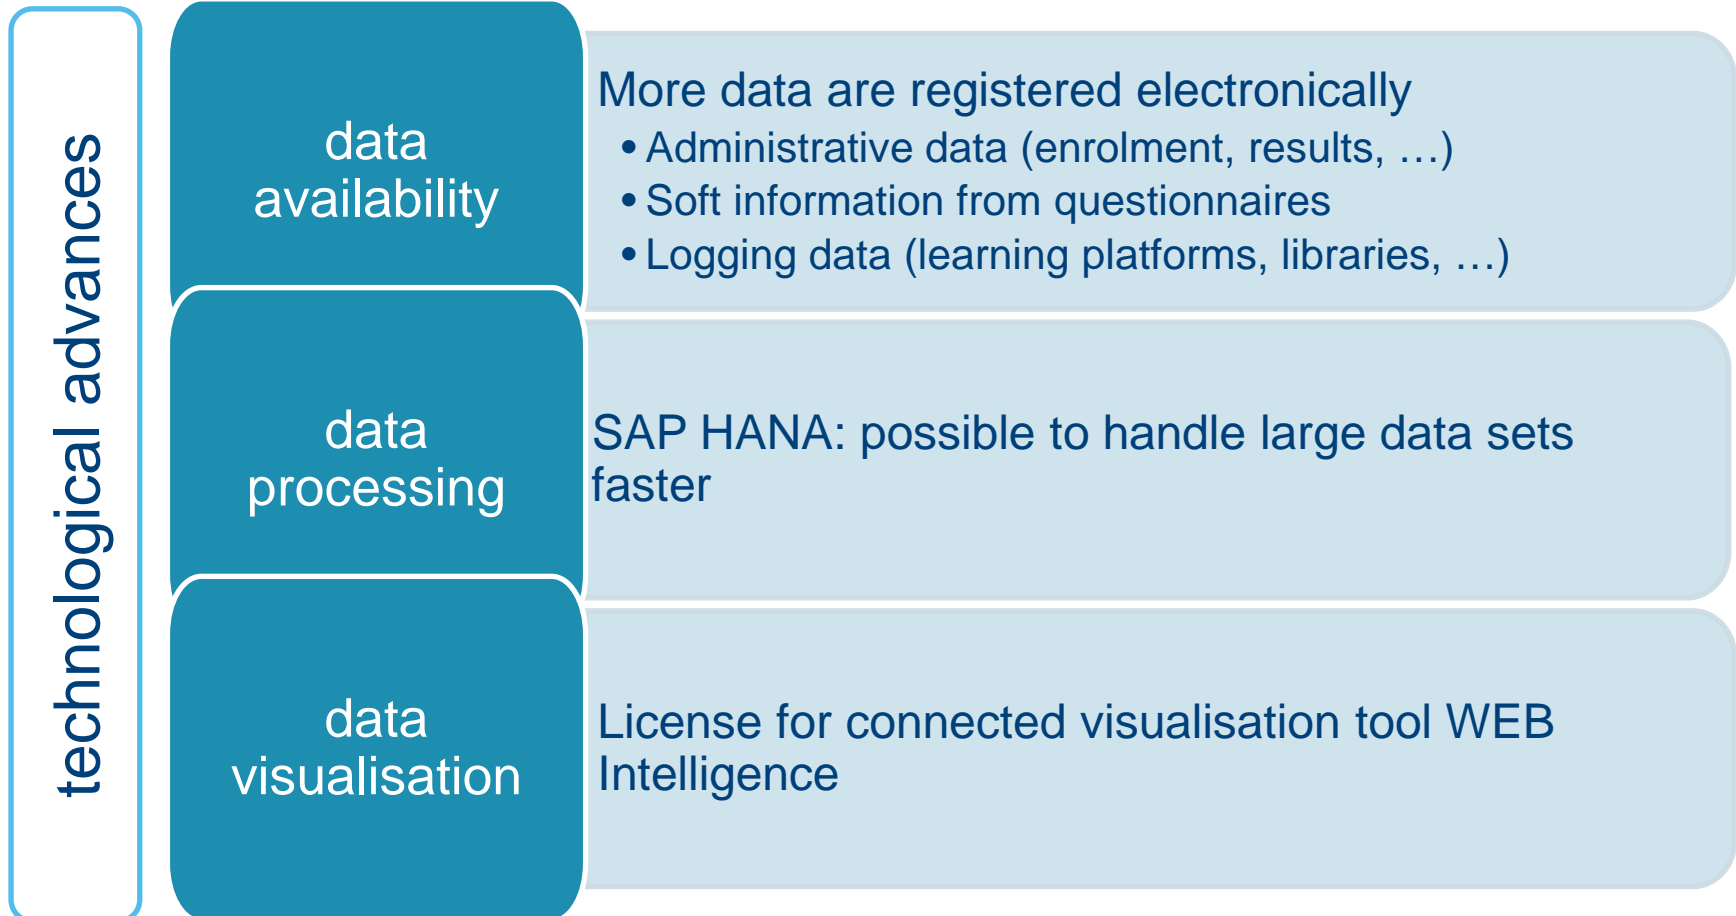 technological advances
data
availability
More data are registered electronically
• Administrative data (enrolment, results, …)
• Soft information from questionnaires
• Logging data (learning platforms, libraries, …)
data
processing
SAP HANA: possible to handle large data sets
faster
data
visualisation
License for connected visualisation tool WEB
Intelligence